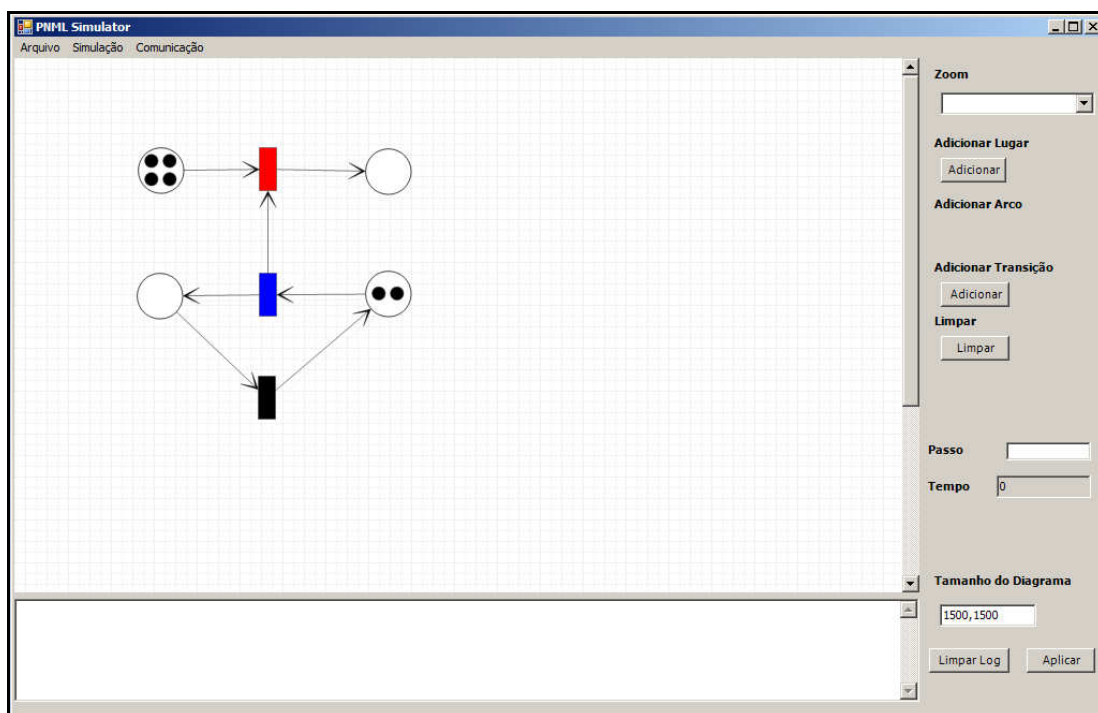 PNML Simulator
Arquivo Simulação Comunicação
Zoom
Adicionar Lugar
Adicionar
Adicionar Arco
Adicionar Transição
Adicionar
Limpar
Limpar
Passo
Tempo 0
Tamanho do Diagrama
1500,1500
Limpar Log Aplicar